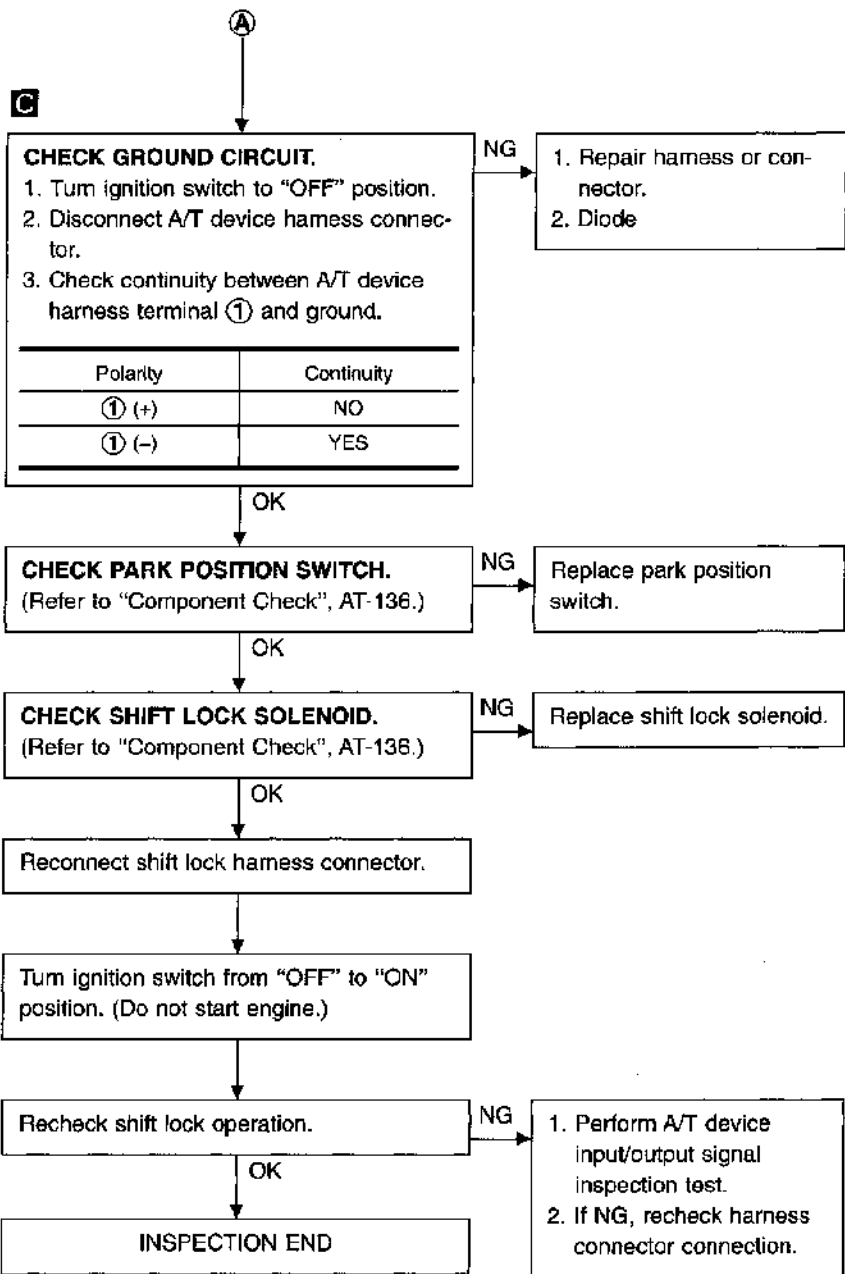 Ⓐ
C
CHECK GROUND CIRCUIT.
1. Turn ignition switch to “OFF” position.
2. Disconnect A/T device harness connec-
tor.
3. Check continuity between A/T device
harness terminal ① and ground.
Polarity Continuity
① (+) NO
① (–) YES
NG
1. Repair harness or con-
nector.
2. Diode
OK
CHECK PARK POSITION SWITCH.
(Refer to “Component Check”, AT-136.)
NG
Replace park position
switch.
OK
CHECK SHIFT LOCK SOLENOID.
(Refer to “Component Check”, AT-136.)
NG
Replace shift lock solenoid.
OK
Reconnect shift lock harness connector.
Turn ignition switch from “OFF” to “ON”
position. (Do not start engine.)
Recheck shift lock operation.
NG
1. Perform A/T device
input/output signal
inspection test.
2. If NG, recheck harness
connector connection.
OK
INSPECTION END